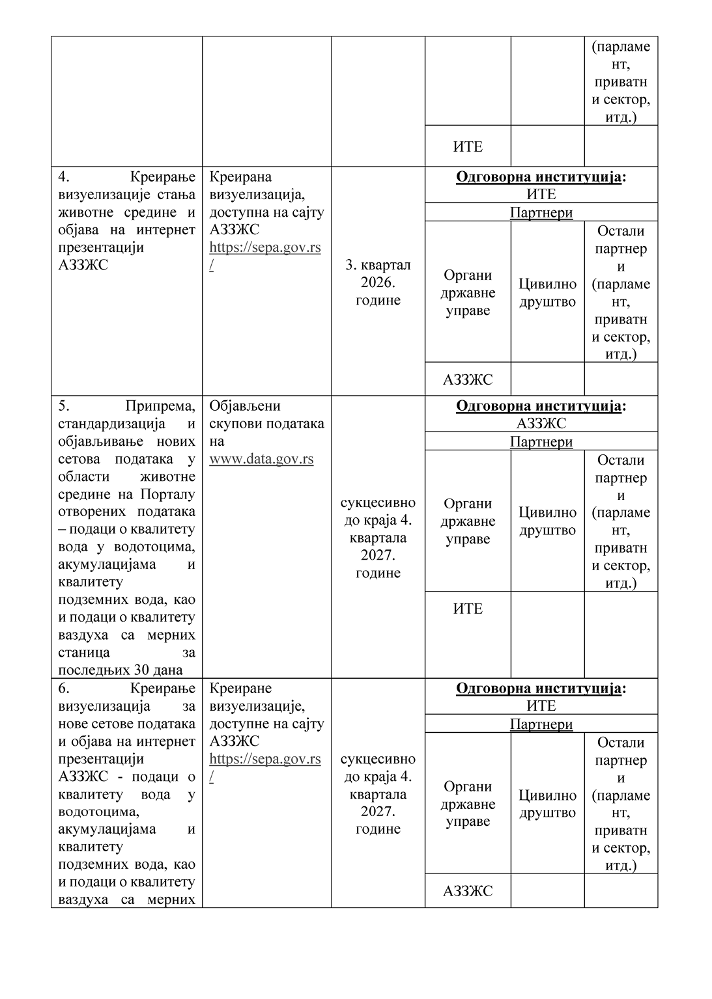 (парламе
нт,
приватн
и сектор,
итд.)
ИТЕ
4. Креирање
визуелизације стања
животне средине и
објава на интернет
презентацији
АЗЗЖС
Креирана
визуелизација,
доступна на сајту
АЗЗЖС
https://sepa.gov.rs
/
3. квартал
2026.
године
Одговорна институција:
ИТЕ
Партнери
Органи
државне
управе
Цивилно
друштво
Остали
партнер
и
(парламе
нт,
приватн
и сектор,
итд.)
АЗЗЖС
5. Припрема,
стандардизација и
објављивање нових
сетова података у
области животне
средине на Порталу
отворених података
– подаци о квалитету
вода у водотоцима,
акумулацијама и
квалитету
подземних вода, као
и подаци о квалитету
ваздуха са мерних
станица за
последњих 30 дана
Објављени
скупови података
на
www.data.gov.rs
сукцесивно
до краја 4.
квартала
2027.
године
Одговорна институција:
АЗЗЖС
Партнери
Органи
државне
управе
Цивилно
друштво
Остали
партнер
и
(парламе
нт,
приватн
и сектор,
итд.)
ИТЕ
6. Креирање
визуелизација за
нове сетове података
и објава на интернет
презентацији
АЗЗЖС - подаци о
квалитету вода у
водотоцима,
акумулацијама и
квалитету
подземних вода, као
и подаци о квалитету
ваздуха са мерних
Креиране
визуелизације,
доступне на сајту
АЗЗЖС
https://sepa.gov.rs
/
сукцесивно
до краја 4.
квартала
2027.
године
Одговорна институција:
ИТЕ
Партнери
Органи
државне
управе
Цивилно
друштво
Остали
партнер
и
(парламе
нт,
приватн
и сектор,
итд.)
АЗЗЖС